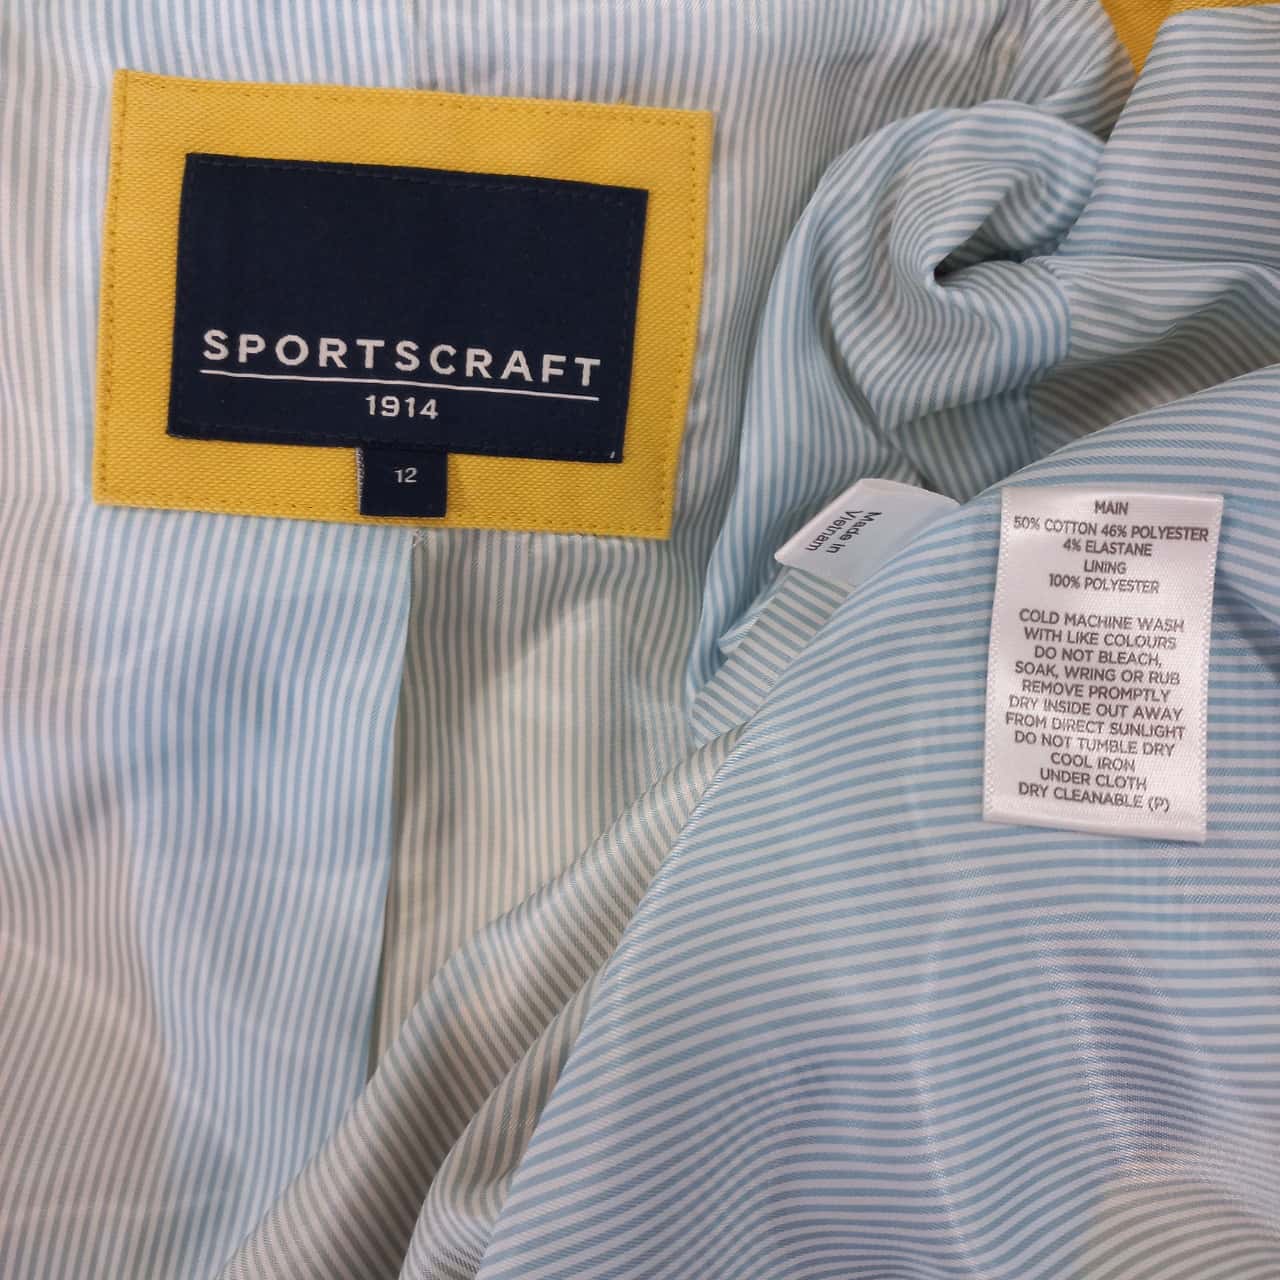 SPORTSCRAFT
1914
12
Made in
Vietnam
MAIN
50% COTTON 46% POLYESTER
4% ELASTANE
LINING
100% POLYESTER
COLD MACHINE WASH
WITH LIKE COLOURS
DO NOT BLEACH,
SOAK, WRING OR RUB
REMOVE PROMPTLY
DRY INSIDE OUT AWAY
FROM DIRECT SUNLIGHT
DO NOT TUMBLE DRY
COOL IRON
UNDER CLOTH
DRY CLEANABLE (P)